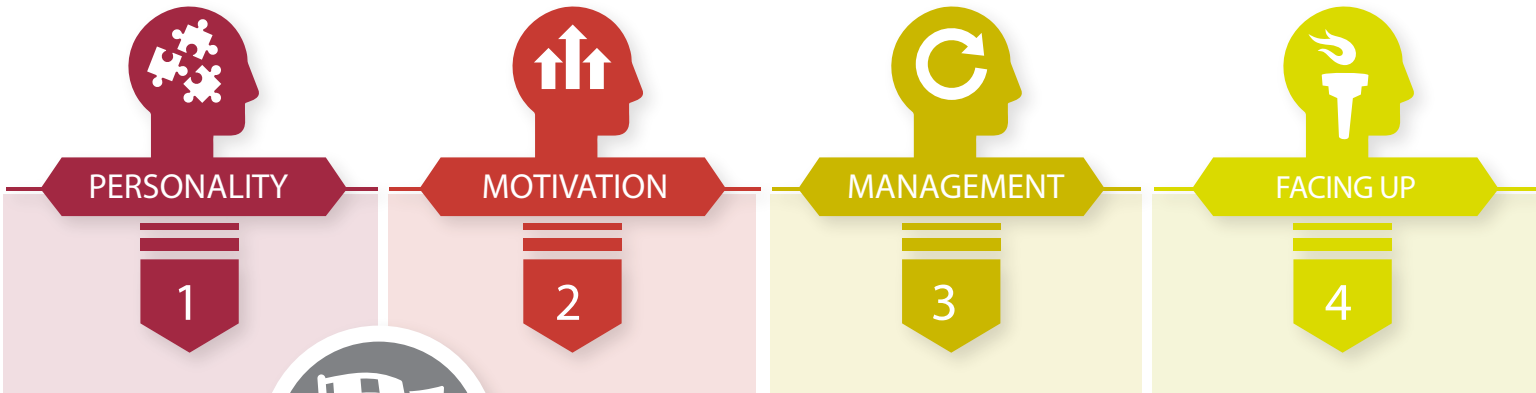 PERSONALITY
MOTIVATION
MANAGEMENT
FACING UP
1
2
3
4